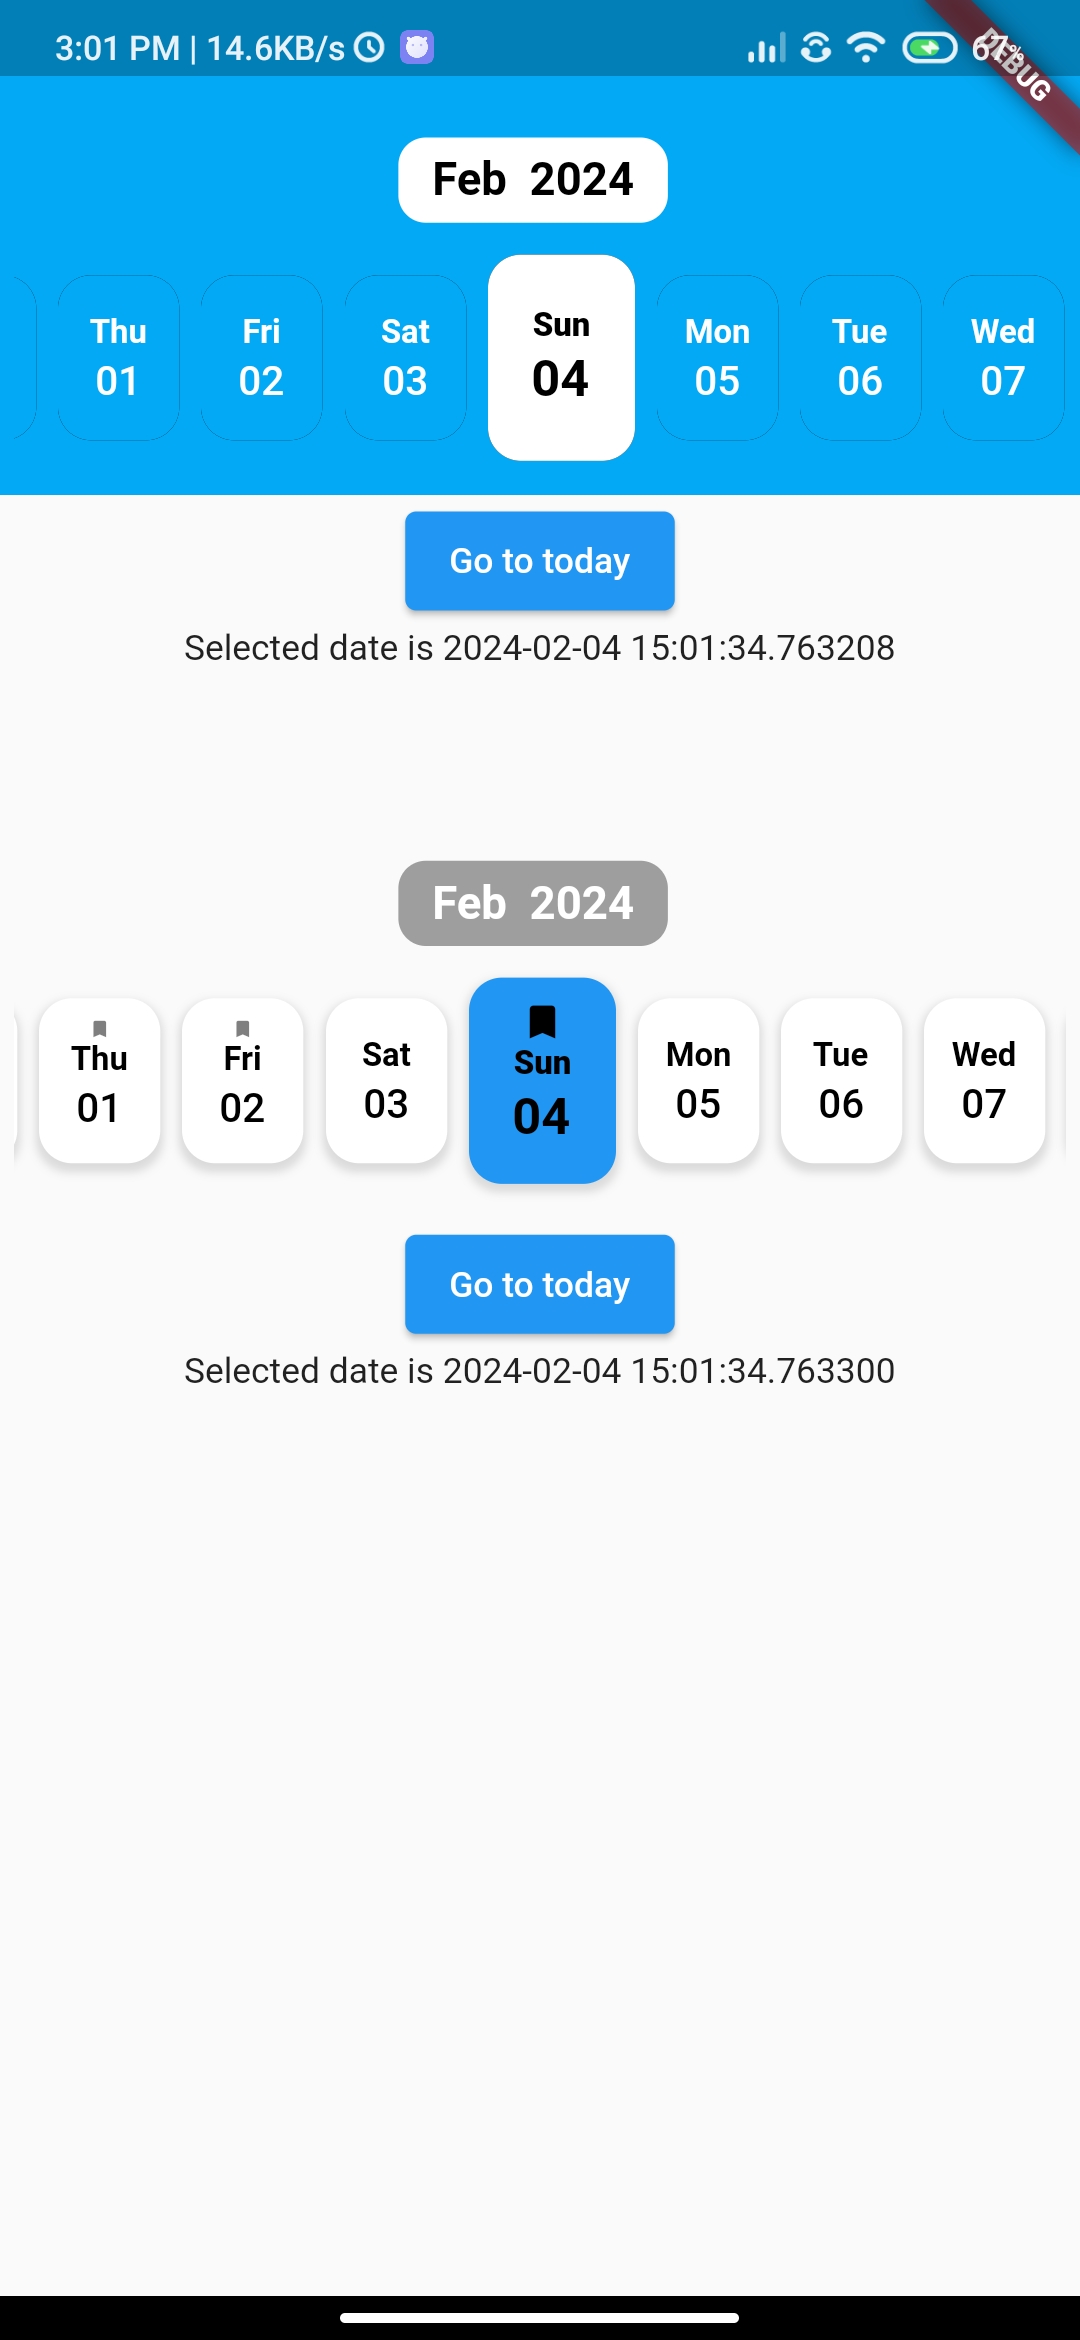 3:01 PM | 14.6KB/s 67%
DEBUG
Feb 2024
Thu Fri Sat Sun Mon Tue Wed
01 02 03 04 05 06 07
Go to today
Selected date is 2024-02-04 15:01:34.763208
Feb 2024
Thu Fri Sat Sun Mon Tue Wed
01 02 03 04 05 06 07
Go to today
Selected date is 2024-02-04 15:01:34.763300